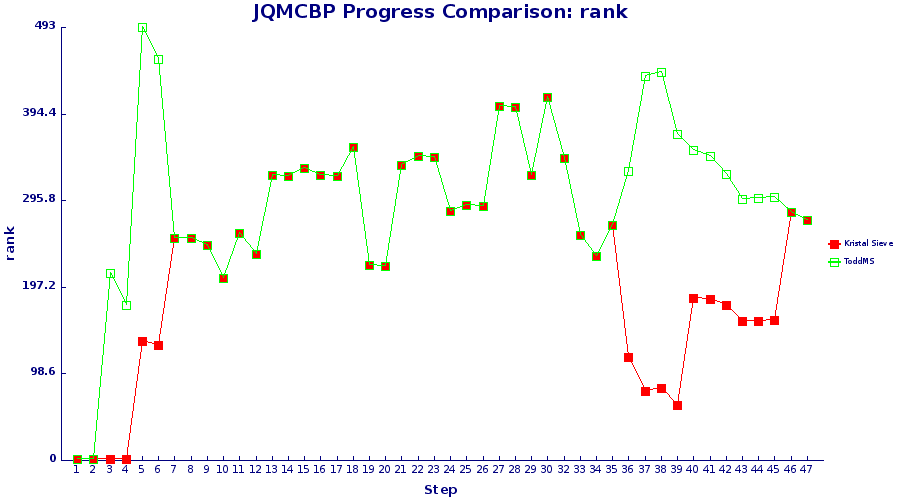 JQMCBP Progress Comparison: rank
493
394.4
295.8
197.2
98.6
0
rank
Kristal Sieve
ToddMS
1 2 3 4 5 6 7 8 9 10 11 12 13 14 15 16 17 18 19 20 21 22 23 24 25 26 27 28 29 30 32 33 34 35 36 37 38 39 40 41 42 43 44 45 46 47
Step